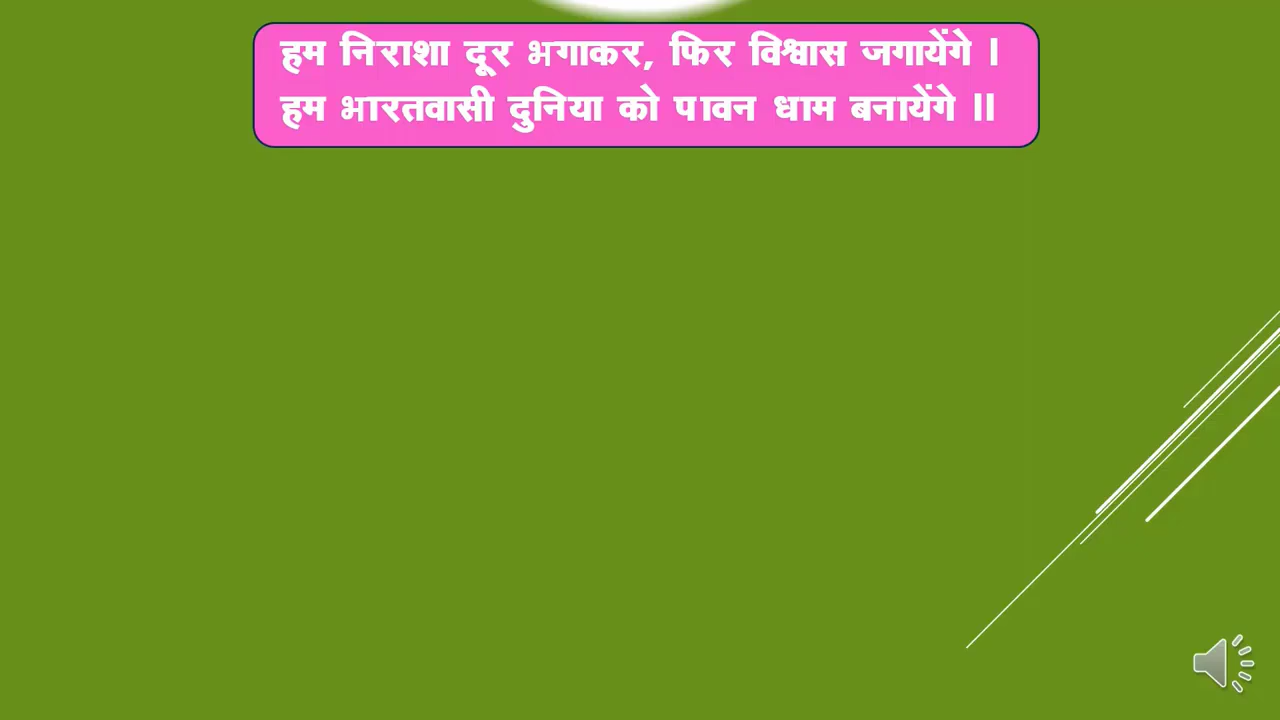 हम निराशा दूर भगाकर, फिर विश्वास जगायेंगे ।
हम भारतवासी दुनिया को पावन धाम बनायेंगे ॥